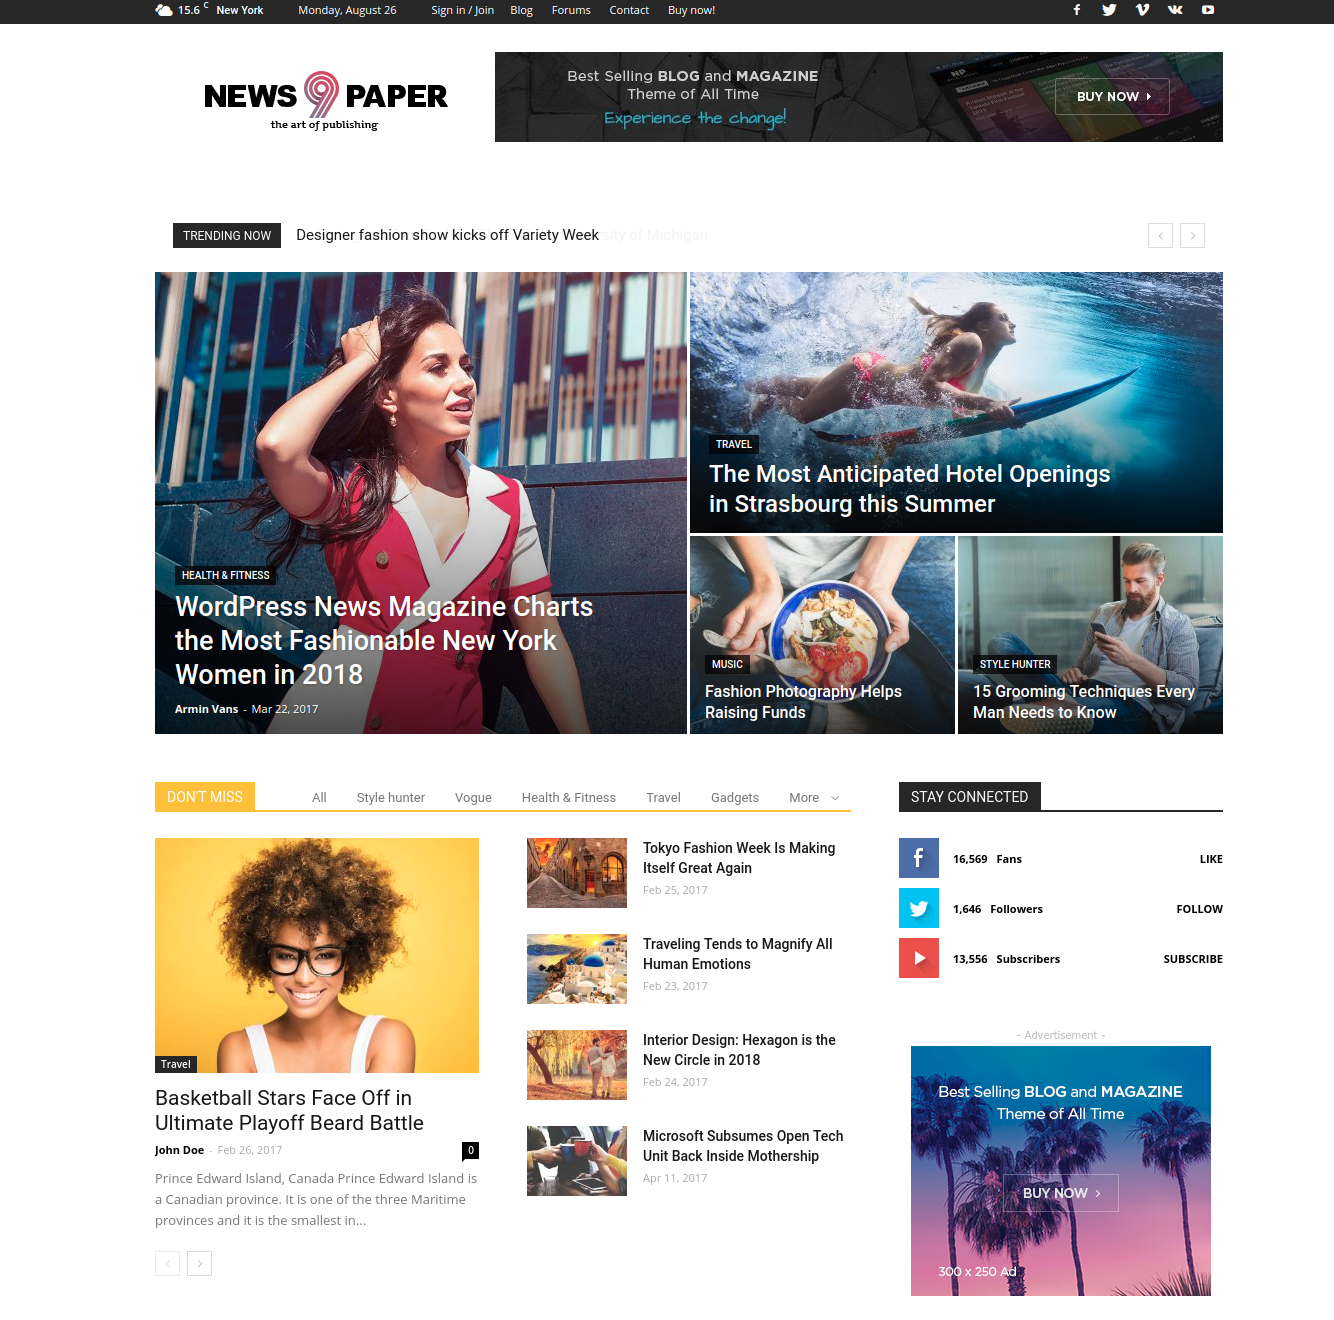 15.6 C New York Monday, August 26 Sign in / Join Blog Forums Contact Buy now!
NEWS 9 PAPER
the art of publishing
Best Selling BLOG and MAGAZINE
Theme of All Time
Experience the change!
BUY NOW
TRENDING NOW
Designer fashion show kicks off Variety Week
sity of Michigan
HEALTH & FITNESS
WordPress News Magazine Charts
the Most Fashionable New York
Women in 2018
Armin Vans - Mar 22, 2017
TRAVEL
The Most Anticipated Hotel Openings
in Strasbourg this Summer
MUSIC
Fashion Photography Helps
Raising Funds
STYLE HUNTER
15 Grooming Techniques Every
Man Needs to Know
DON'T MISS
All Style hunter Vogue Health & Fitness Travel Gadgets More
Travel
Basketball Stars Face Off in
Ultimate Playoff Beard Battle
John Doe - Feb 26, 2017 0
Prince Edward Island, Canada Prince Edward Island is
a Canadian province. It is one of the three Maritime
provinces and it is the smallest in...
Tokyo Fashion Week Is Making
Itself Great Again
Feb 25, 2017
Traveling Tends to Magnify All
Human Emotions
Feb 23, 2017
Interior Design: Hexagon is the
New Circle in 2018
Feb 24, 2017
Microsoft Subsumes Open Tech
Unit Back Inside Mothership
Apr 11, 2017
STAY CONNECTED
16,569 Fans LIKE
1,646 Followers FOLLOW
13,556 Subscribers SUBSCRIBE
- Advertisement -
Best Selling BLOG and MAGAZINE
Theme of All Time
BUY NOW
300 x 250 Ad